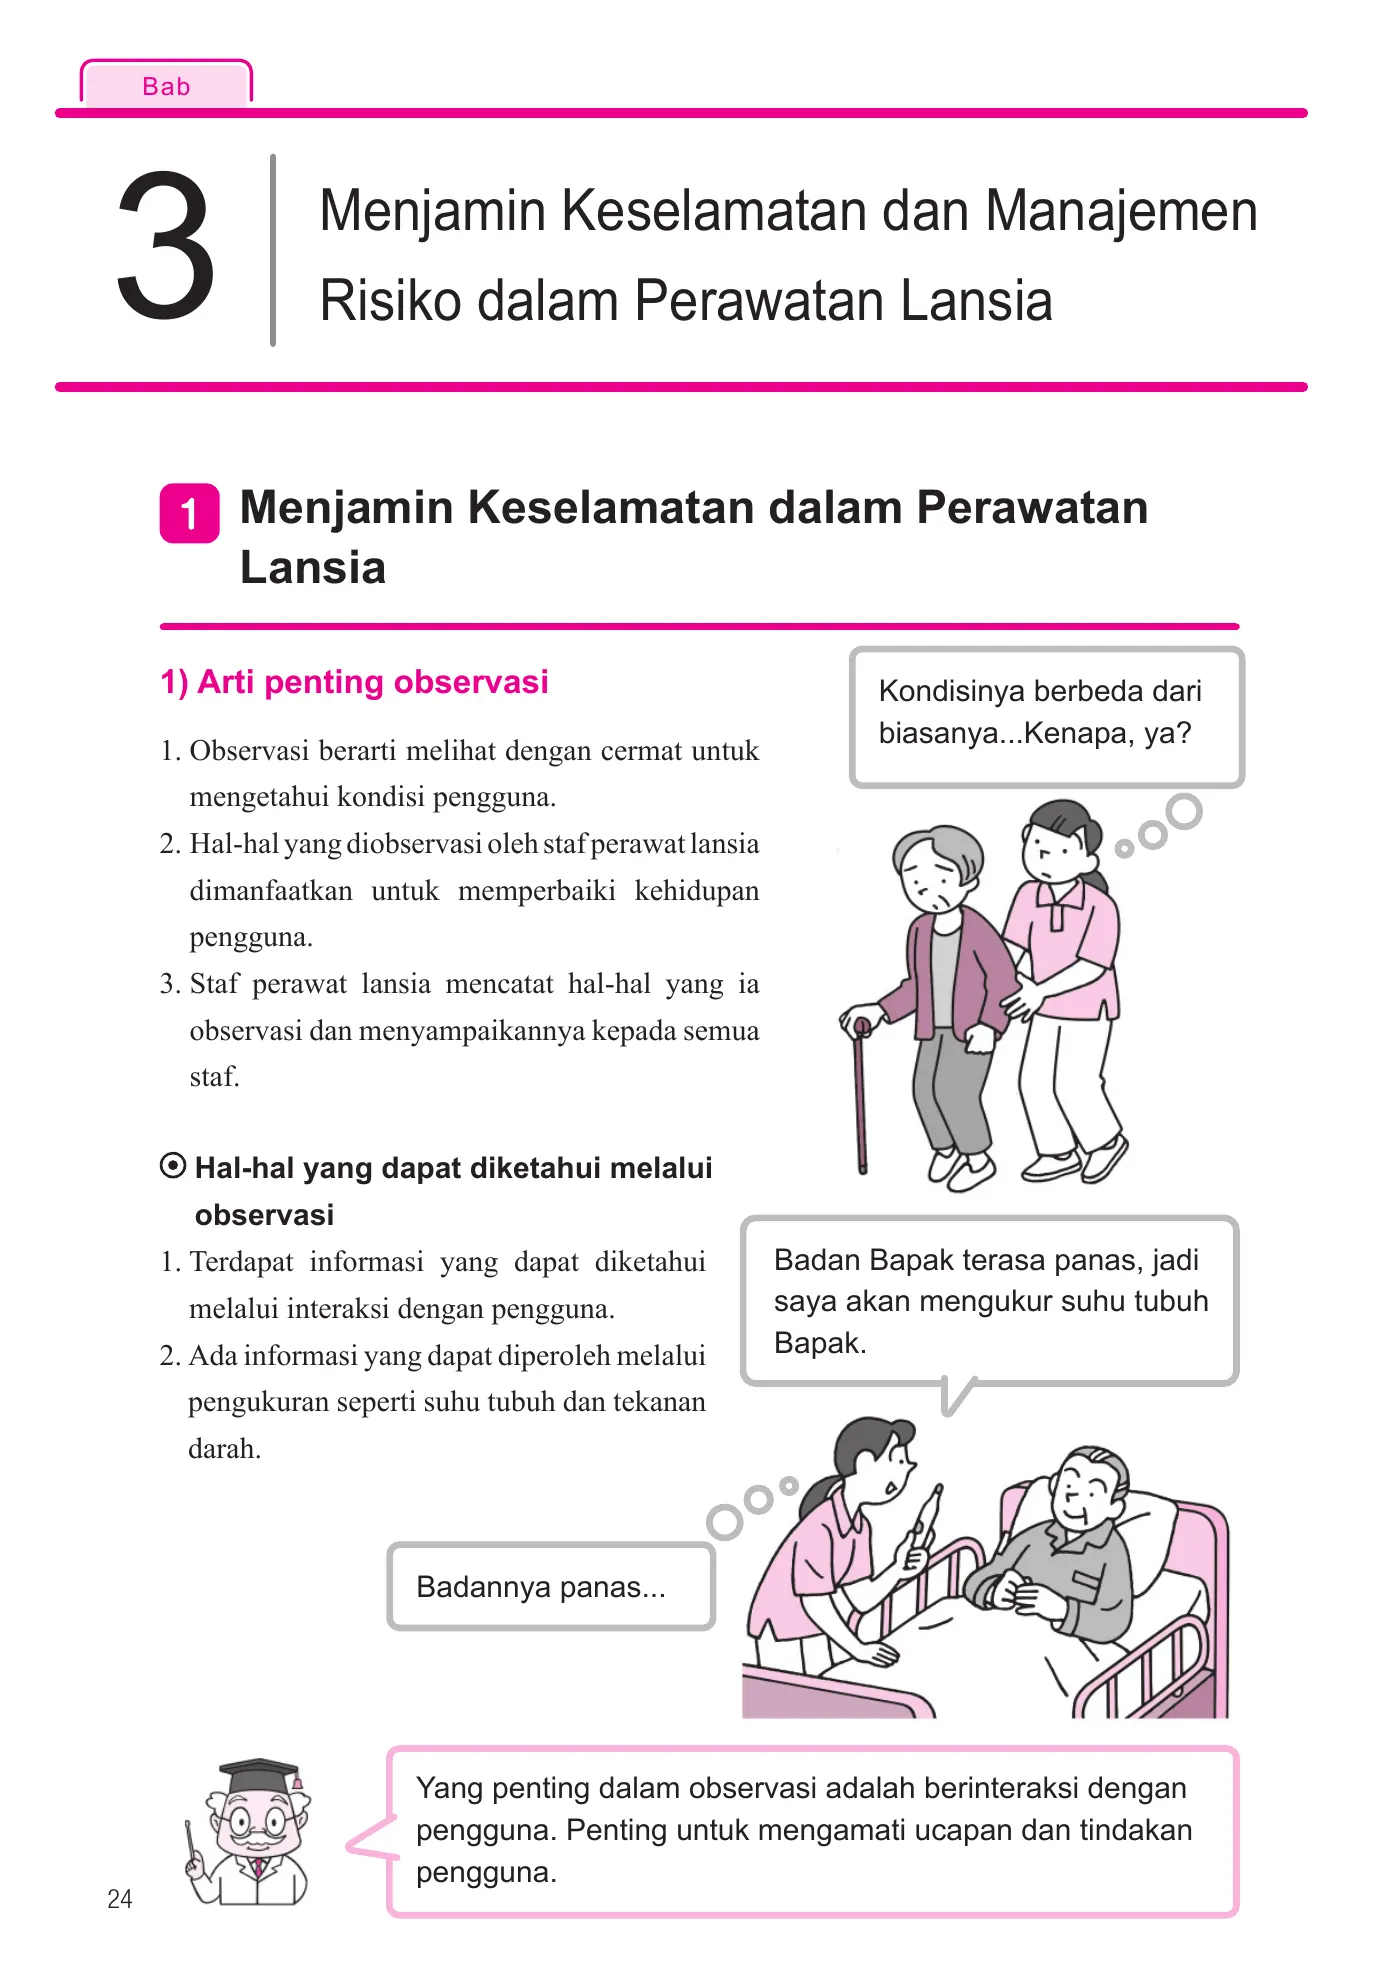 Bab
3
Menjamin Keselamatan dan Manajemen
Risiko dalam Perawatan Lansia
1 Menjamin Keselamatan dalam Perawatan
Lansia
1) Arti penting observasi
1. Observasi berarti melihat dengan cermat untuk
mengetahui kondisi pengguna.
2. Hal-hal yang diobservasi oleh staf perawat lansia
dimanfaatkan untuk memperbaiki kehidupan
pengguna.
3. Staf perawat lansia mencatat hal-hal yang ia
observasi dan menyampaikannya kepada semua
staf.
Kondisinya berbeda dari
biasanya...Kenapa, ya?
Hal-hal yang dapat diketahui melalui
observasi
1. Terdapat informasi yang dapat diketahui
melalui interaksi dengan pengguna.
2. Ada informasi yang dapat diperoleh melalui
pengukuran seperti suhu tubuh dan tekanan
darah.
Badan Bapak terasa panas, jadi
saya akan mengukur suhu tubuh
Bapak.
Badannya panas...
Yang penting dalam observasi adalah berinteraksi dengan
pengguna. Penting untuk mengamati ucapan dan tindakan
pengguna.
24